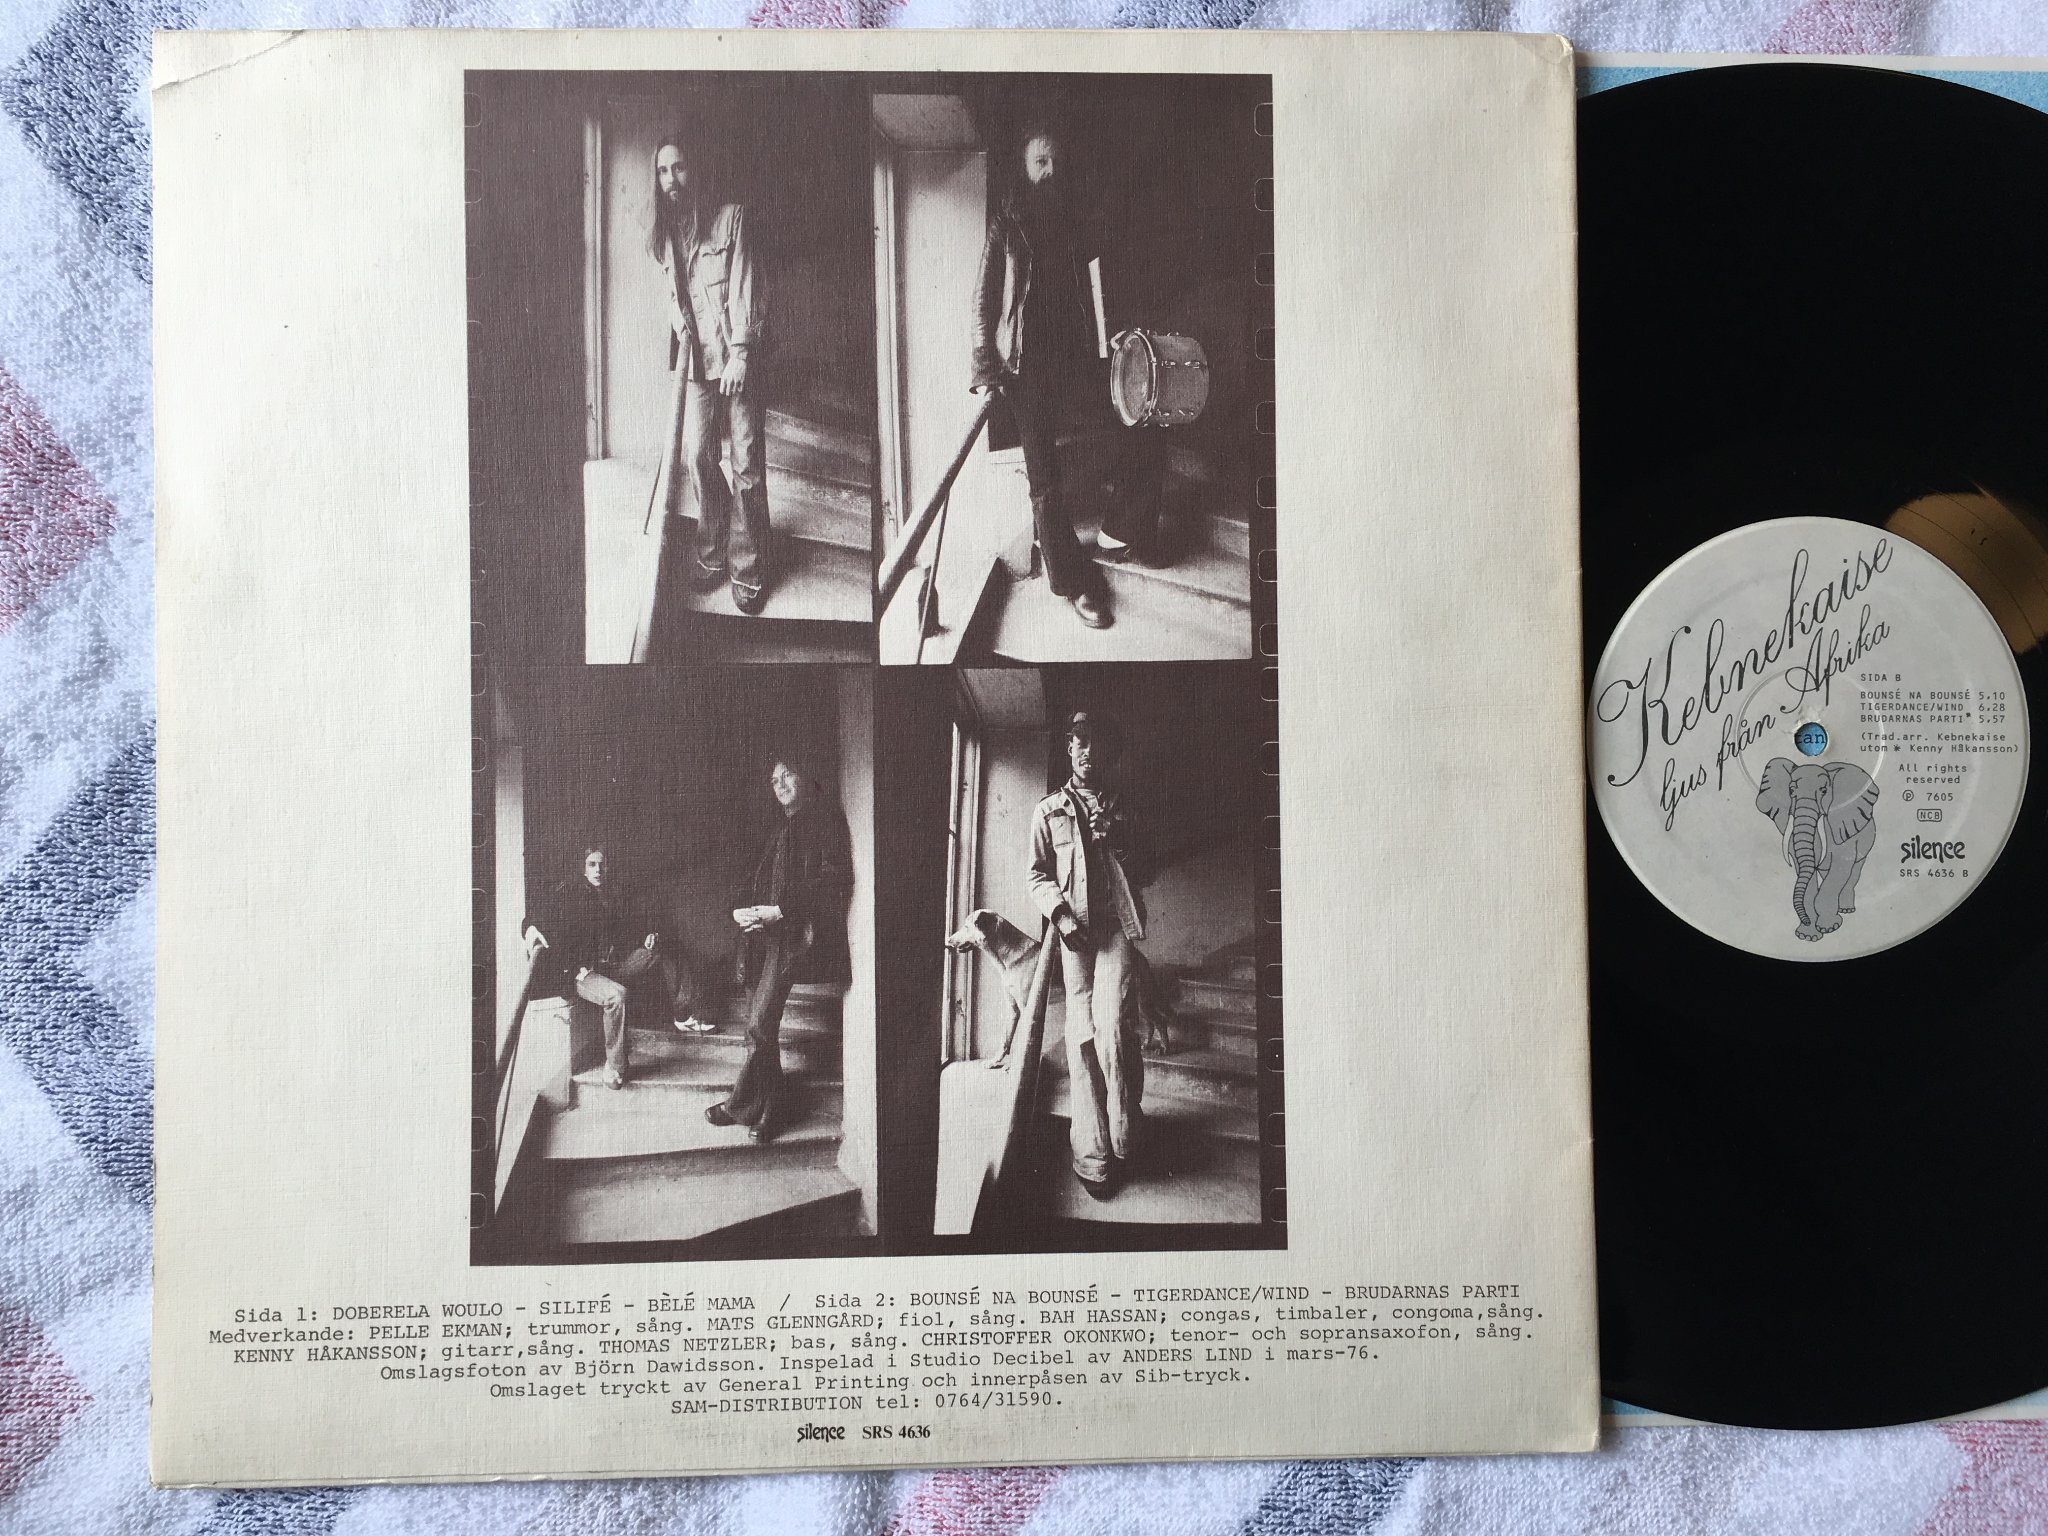 Sida 1: DOBERELA WOULO - SILIFÉ - BÈLÉ MAMA / Sida 2: BOUNSÉ NA BOUNSÉ - TIGERDANCE/WIND - BRUDARNAS PARTI
Medverkande: PELLE EKMAN; trummor, sång. MATS GLENNGÅRD; fiol, sång. BAH HASSAN; congas, timbaler, congoma,sång.
KENNY HÅKANSSON; gitarr,sång. THOMAS NETZLER; bas, sång. CHRISTOFFER OKONKWO; tenor- och sopransaxofon, sång.
Omslagsfoton av Björn Dawidsson. Inspelad i Studio Decibel av ANDERS LIND i mars-76.
Omslaget tryckt av General Printing och innerpåsen av Sib-tryck.
SAM-DISTRIBUTION tel: 0764/31590.
silence SRS 4636
Kebnekaise
ljus från Afrika
SIDA B
BOUNSÉ NA BOUNSÉ 5.10
TIGERDANCE/WIND 6.28
BRUDARNAS PARTI* 5.57
(Trad.arr. Kebnekaise
utom * Kenny Håkansson)
All rights
reserved
℗ 7605
NCB
silence
SRS 4636 B